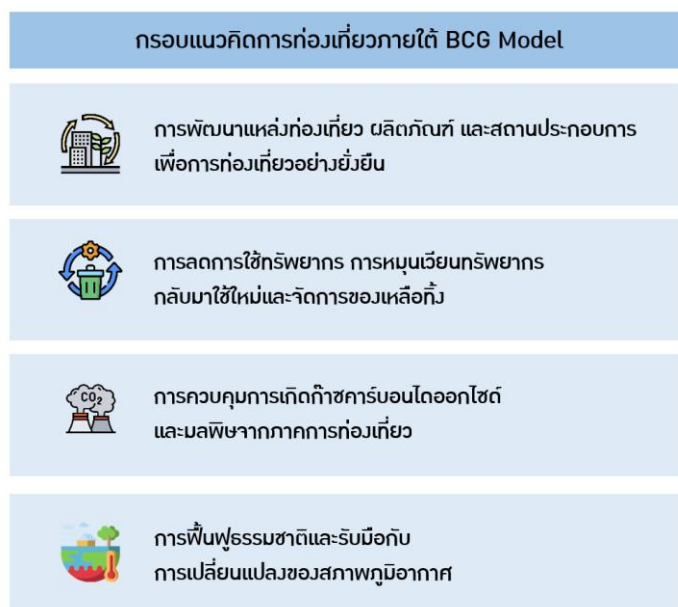 กรอบแนวคิดการท่องเที่ยวภายใต้ BCG Model
การพัฒนาแหล่งท่องเที่ยว ผลิตภัณฑ์ และสถานประกอบการ
เพื่อการท่องเที่ยวอย่างยั่งยืน
การลดการใช้ทรัพยากร การหมุนเวียนทรัพยากร
กลับมาใช้ใหม่และจัดการของเหลือทิ้ง
CO2
การควบคุมการเกิดก๊าซคาร์บอนไดออกไซด์
และมลพิษจากภาคการท่องเที่ยว
การฟื้นฟูธรรมชาติและรับมือกับ
การเปลี่ยนแปลงของสภาพภูมิอากาศ